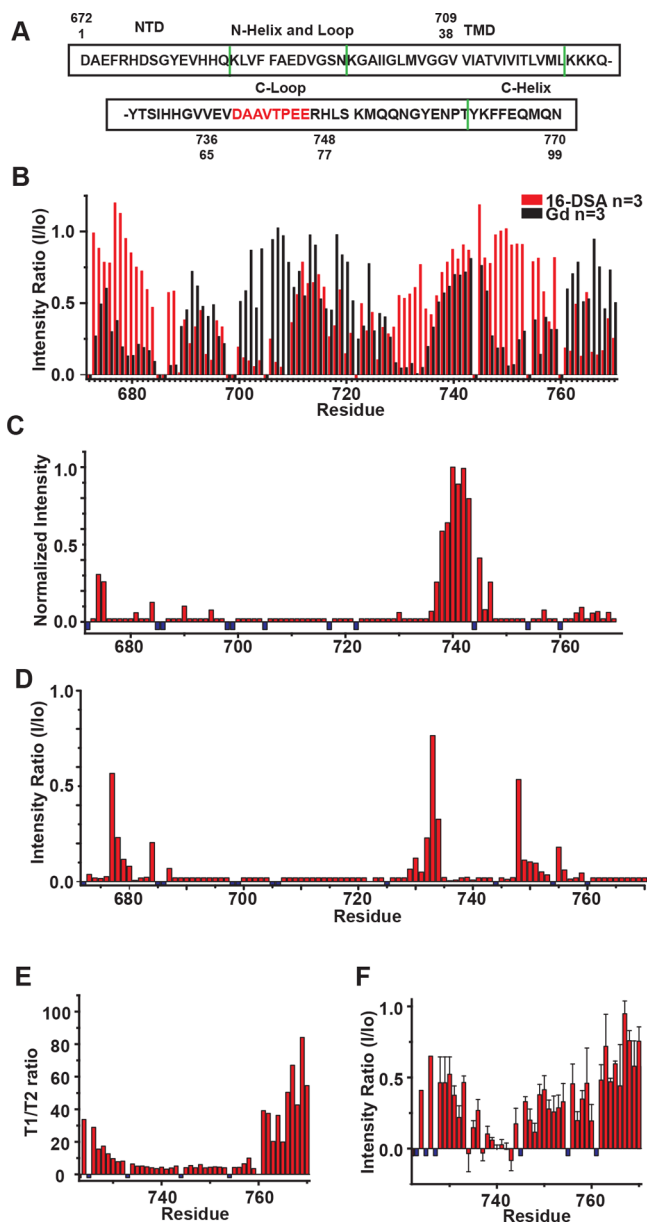 A
672 NTD N-Helix and Loop 709 TMD
1 38
DAEFRHDSGYEVHHQKLVFF FAEDVGSNKGAIIGLMVGGV VIATVIVITLVMLKKKQ-
C-Loop C-Helix
-YTSIHHGVVEVDAAVTPEERHLS KMQQNGYENPTYKFFEQMQN
736 748 770
65 77 99
B
Intensity Ratio (I/Io)
1.0
0.5
0.0
16-DSA n=3
Gd n=3
680 700 720 740 760
Residue
C
Normalized Intensity
1.0
0.5
0.0
680 700 720 740 760
D
Intensity Ratio (I/Io)
1.0
0.5
0.0
680 700 720 740 760
Residue
E
T1/T2 ratio
100
80
60
40
20
0
740 760
Residue
F
Intensity Ratio (I/Io)
1.0
0.5
0.0
740 760
Residue